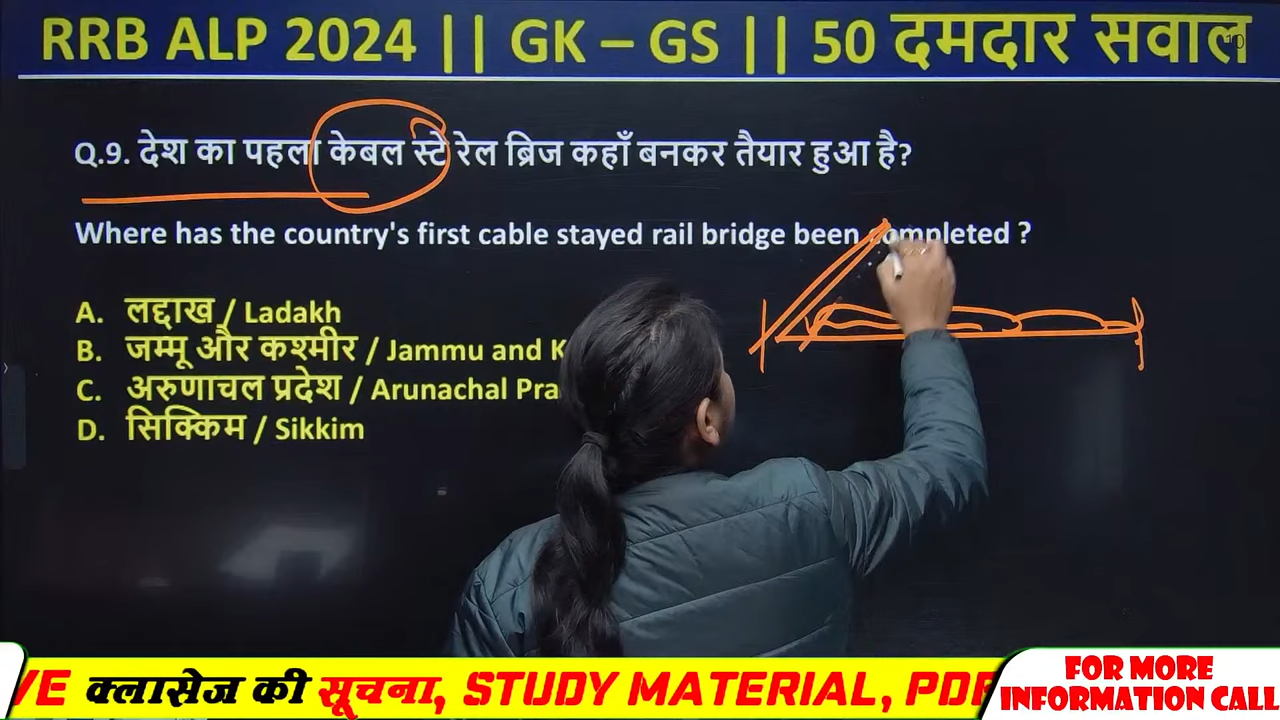 RRB ALP 2024 || GK – GS || 50 दमदार सवाल
10
Q.9. देश का पहला केबल स्टे रेल ब्रिज कहाँ बनकर तैयार हुआ है?
Where has the country's first cable stayed rail bridge been completed ?
A. लद्दाख / Ladakh
B. जम्मू और कश्मीर / Jammu and K
C. अरुणाचल प्रदेश / Arunachal Pra
D. सिक्किम / Sikkim
VE क्लासेज की सूचना, STUDY MATERIAL, PDF
FOR MORE
INFORMATION CALL